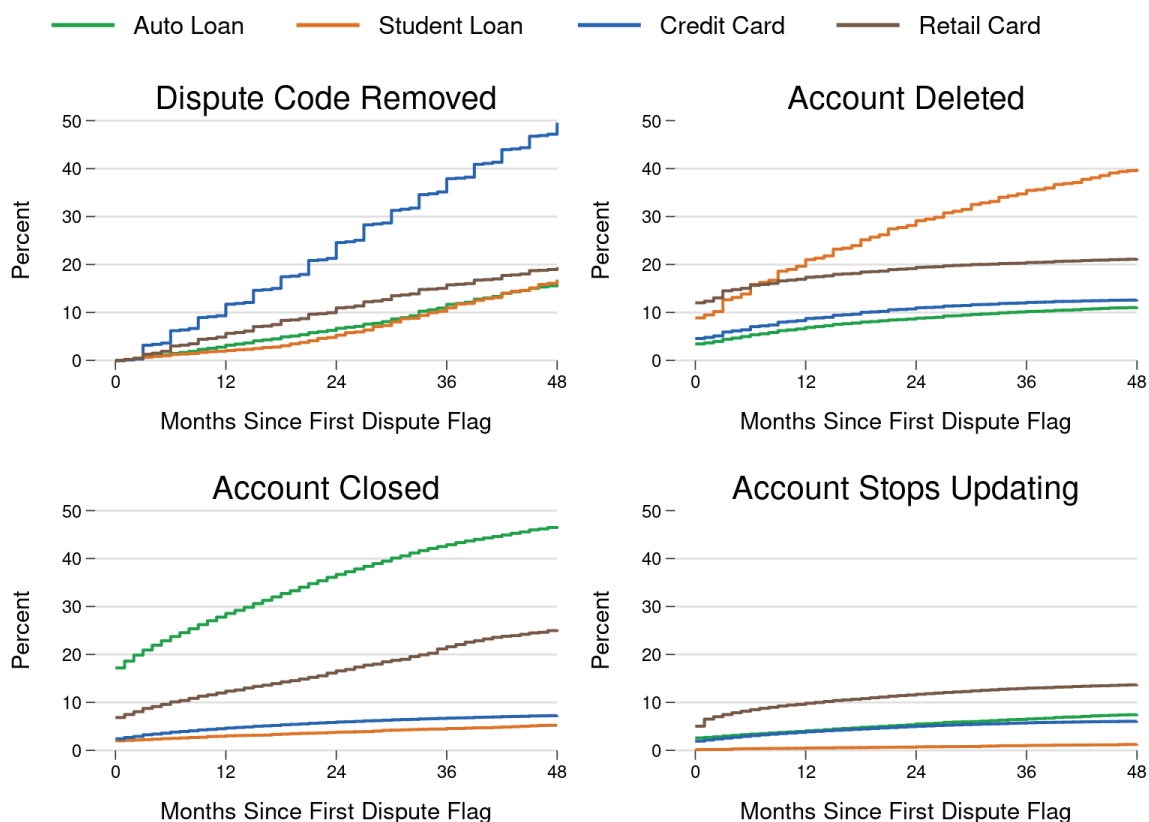 Auto Loan Student Loan Credit Card Retail Card
Dispute Code Removed
Percent
50
40
30
20
10
0
0 12 24 36 48
Months Since First Dispute Flag
Account Deleted
Percent
50
40
30
20
10
0
0 12 24 36 48
Months Since First Dispute Flag
Account Closed
Percent
50
40
30
20
10
0
0 12 24 36 48
Months Since First Dispute Flag
Account Stops Updating
Percent
50
40
30
20
10
0
0 12 24 36 48
Months Since First Dispute Flag